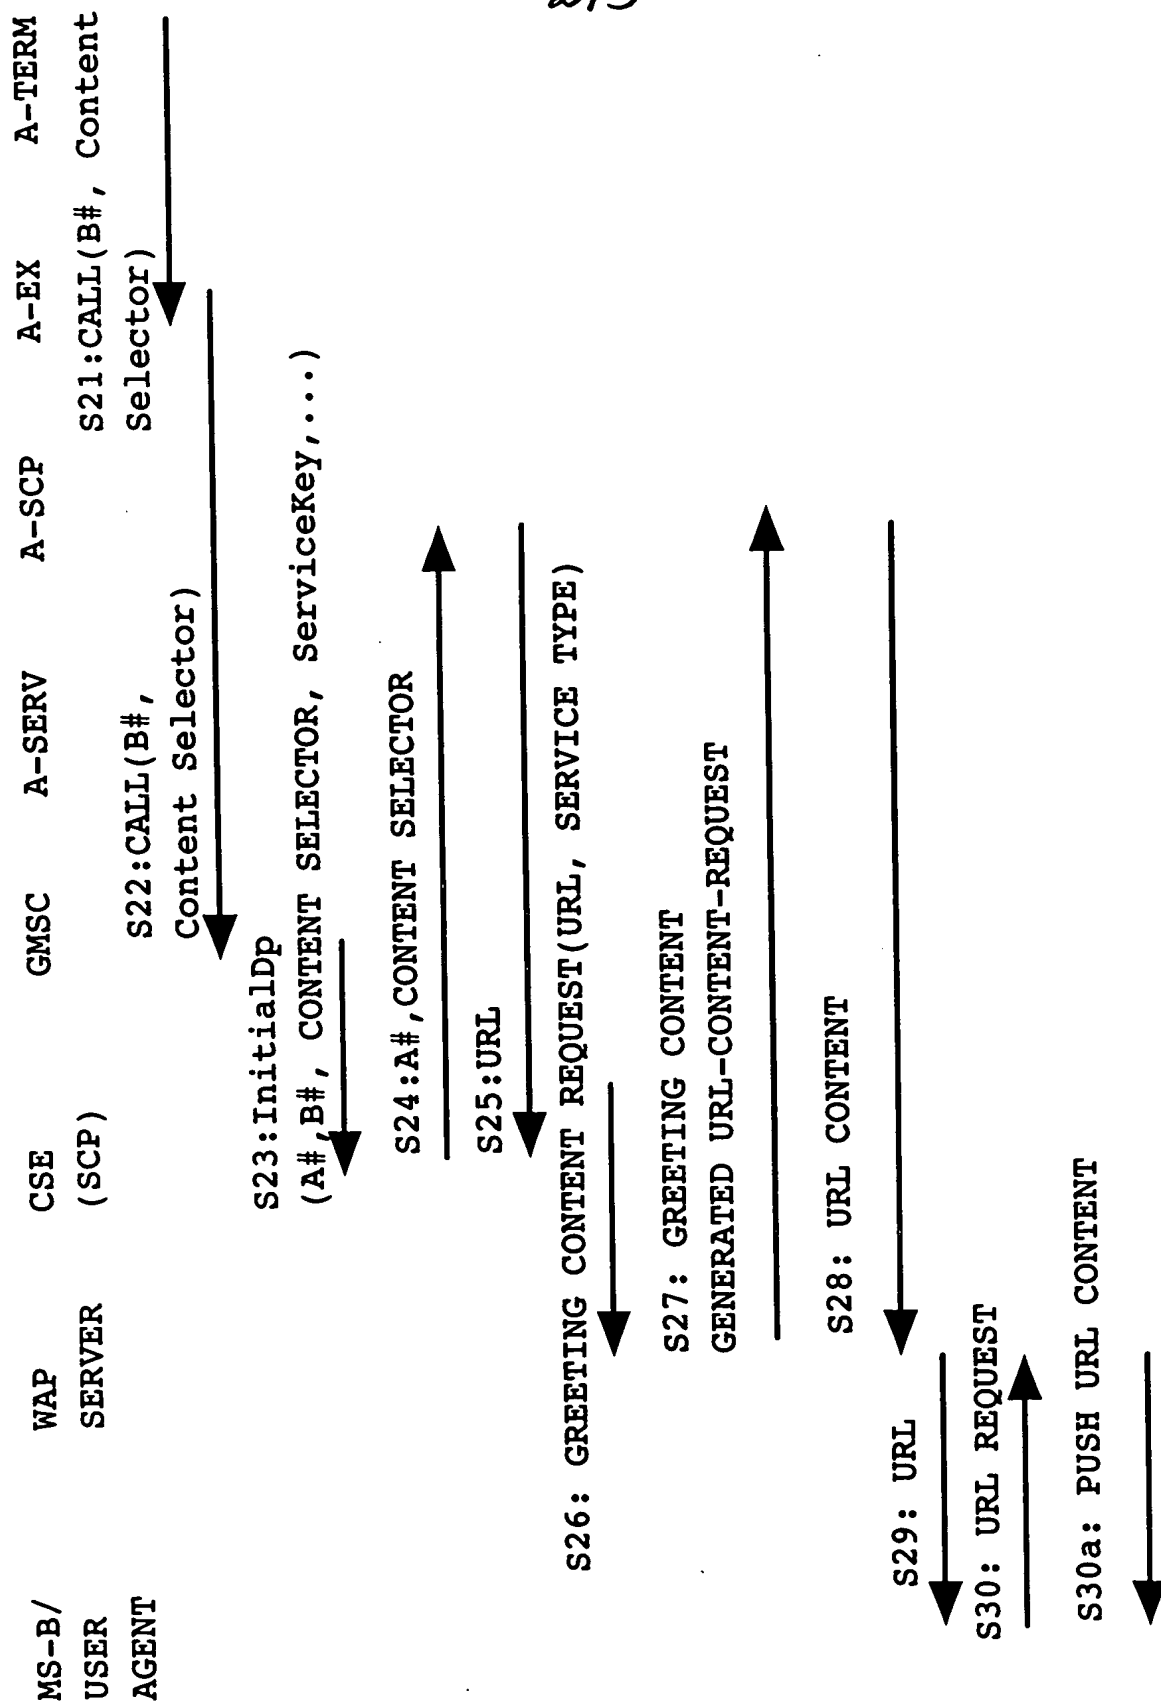 2/5
MS-B/ USER AGENT
WAP SERVER
CSE (SCP)
GMSC
A-SERV
A-SCP
A-EX
A-TERM
S21:CALL(B#, Content
Selector)
S22:CALL(B#,
Content Selector)
S23:InitialDp
(A#,B#, CONTENT SELECTOR, ServiceKey,...)
S24:A#,CONTENT SELECTOR
S25:URL
S26: GREETING CONTENT REQUEST(URL, SERVICE TYPE)
S27: GREETING CONTENT
GENERATED URL-CONTENT-REQUEST
S28: URL CONTENT
S29: URL
S30: URL REQUEST
S30a: PUSH URL CONTENT